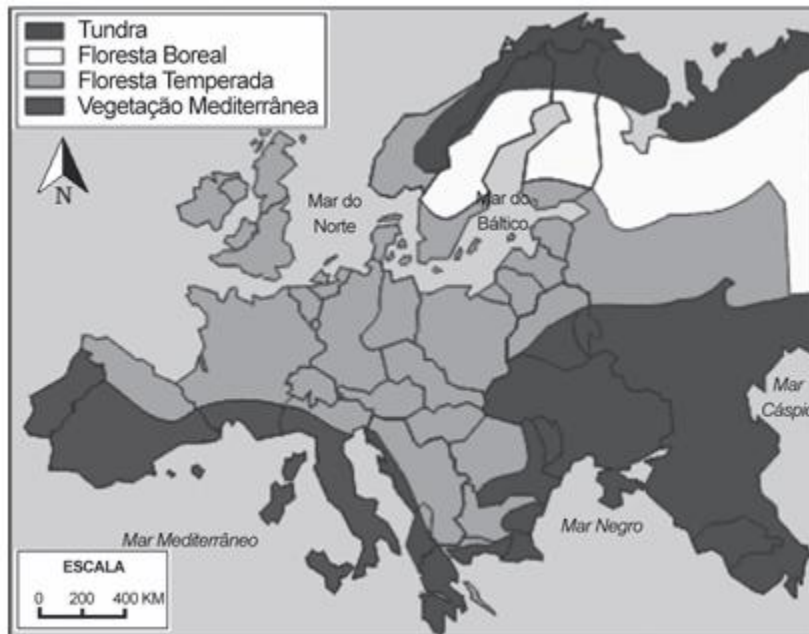 Tundra
Floresta Boreal
Floresta Temperada
Vegetação Mediterrânea
N
Mar do
Norte
Mar do
Báltico
Mar
Cáspio
Mar Negro
Mar Mediterrâneo
ESCALA
0 200 400 KM